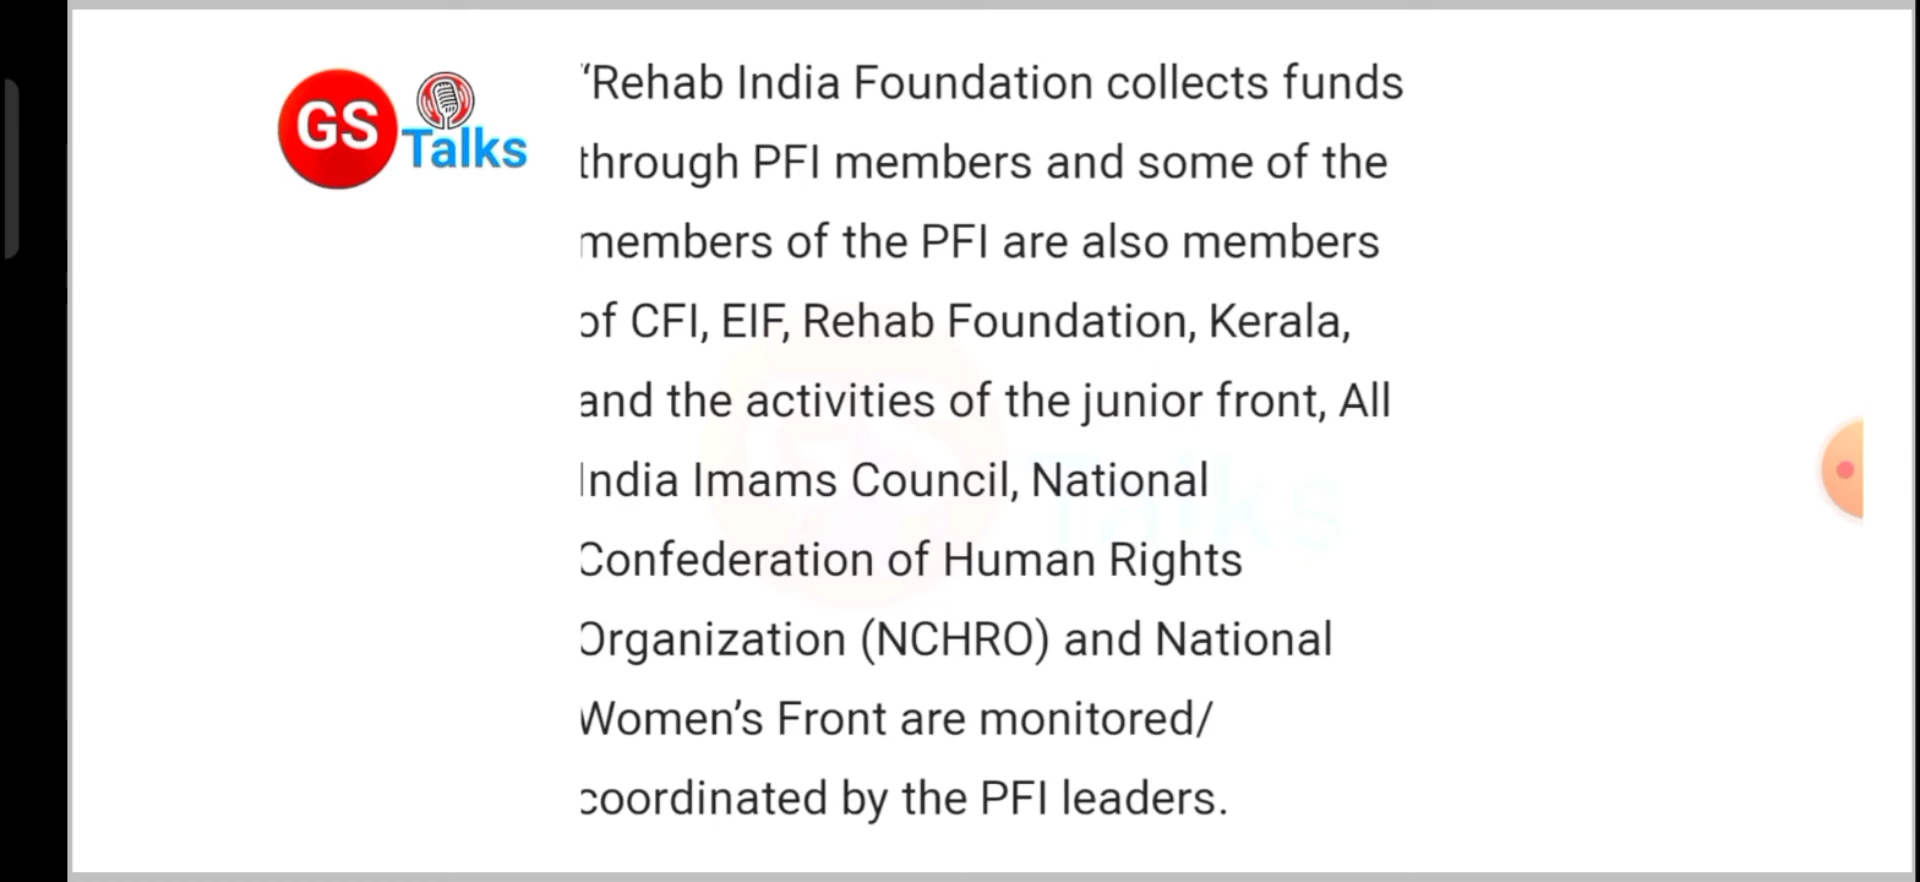 GS
Talks
“Rehab India Foundation collects funds
through PFI members and some of the
members of the PFI are also members
of CFI, EIF, Rehab Foundation, Kerala,
and the activities of the junior front, All
India Imams Council, National
Confederation of Human Rights
Organization (NCHRO) and National
Women’s Front are monitored/
coordinated by the PFI leaders.